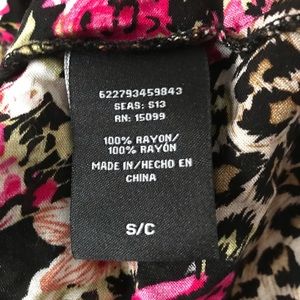 622793459843
SEAS: S13
RN: 15099
100% RAYON/
100% RAYÓN
MADE IN/HECHO EN
CHINA
S/C